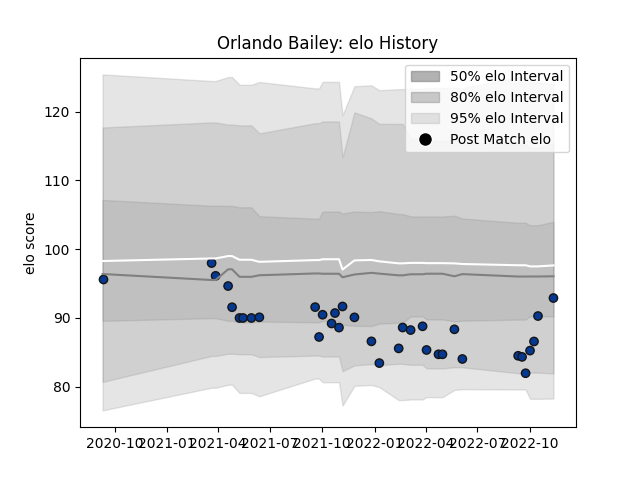 Orlando Bailey: elo History
50% elo Interval
80% elo Interval
95% elo Interval
Post Match elo
elo score
120
110
100
90
80
2020-10 2021-01 2021-04 2021-07 2021-10 2022-01 2022-04 2022-07 2022-10